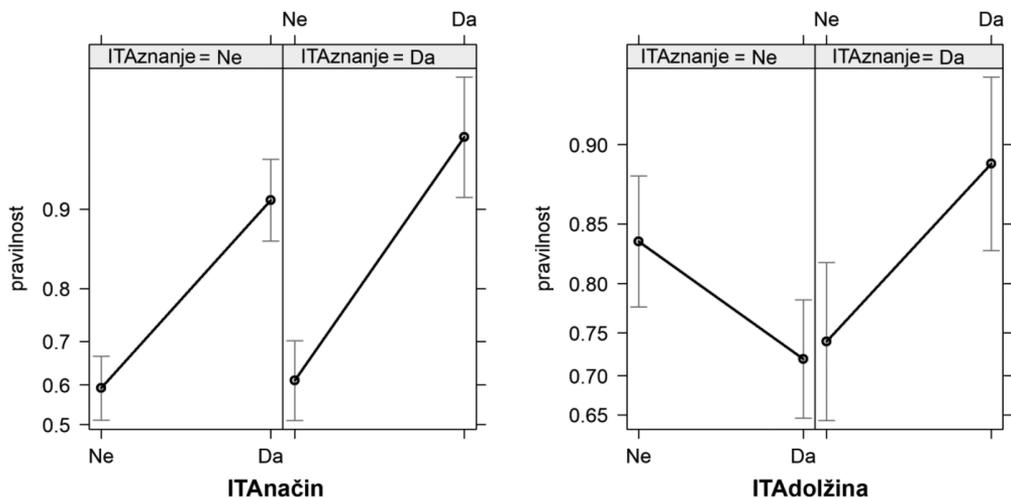 Ne Da
ITAznanje = Ne ITAznanje = Da
pravilnost
0.9
0.8
0.7
0.6
0.5
Ne Da
ITAnačin
Ne Da
ITAznanje = Ne ITAznanje= Da
pravilnost
0.90
0.85
0.80
0.75
0.70
0.65
Ne Da
ITAdolžina